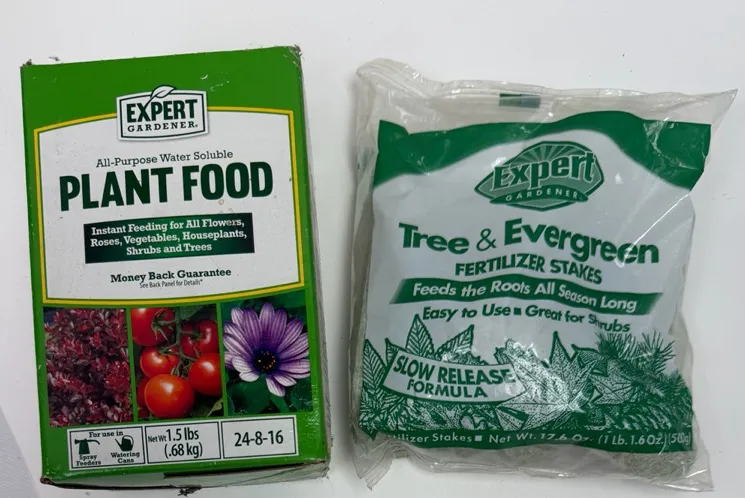 EXPERT
GARDENER®
All-Purpose Water Soluble
PLANT FOOD
Instant Feeding for All Flowers,
Roses, Vegetables, Houseplants,
Shrubs and Trees
Money Back Guarantee
See Back Panel for Details*
For use in
Spray
Feeders
Watering
Cans
Net Wt 1.5 lbs
(.68 kg)
24-8-16
Expert
GARDENER
Tree & Evergreen
FERTILIZER STAKES
Feeds the Roots All Season Long
Easy to Use ■ Great for Shrubs
SLOW RELEASE
FORMULA
ilizer Stakes ■ Net Wt. 17.6 Oz. (1 Lb. 1.6 Oz.)